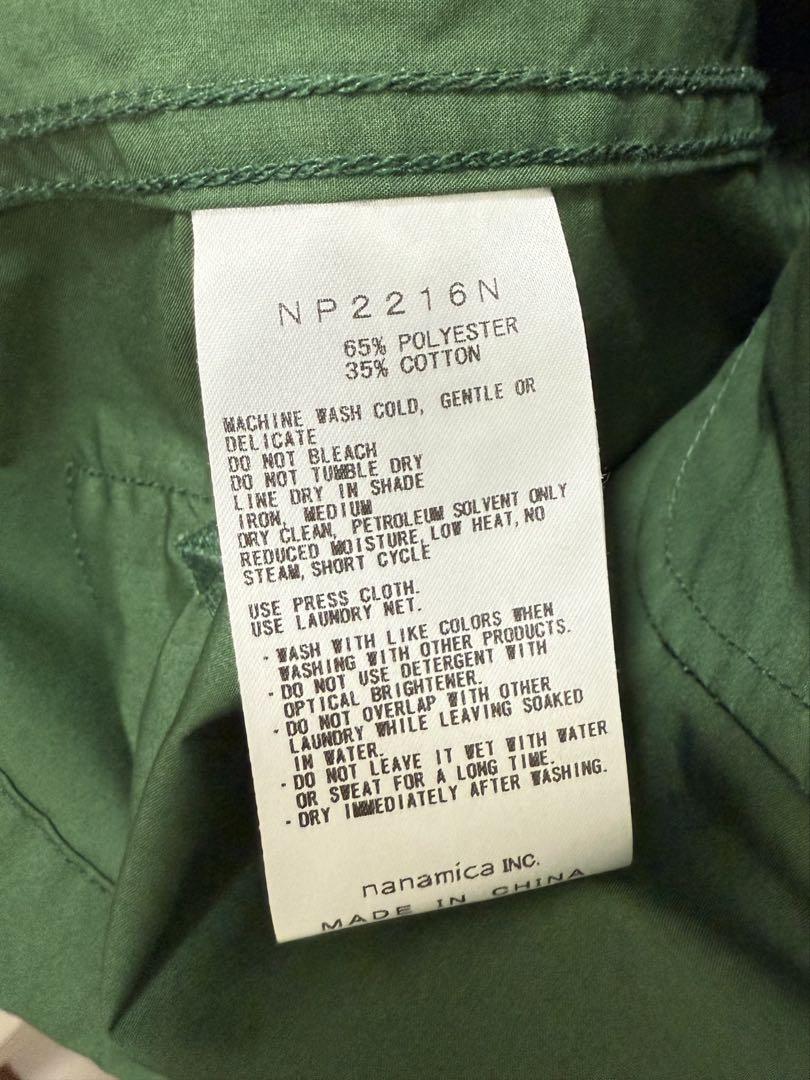 NP2216N
65% POLYESTER
35% COTTON
MACHINE WASH COLD, GENTLE OR
DELICATE
DO NOT BLEACH
DO NOT TUMBLE DRY
LINE DRY IN SHADE
IRON, MEDIUM
DRY CLEAN, PETROLEUM SOLVENT ONLY
REDUCED MOISTURE, LOW HEAT, NO
STEAM, SHORT CYCLE
USE PRESS CLOTH.
USE LAUNDRY NET.
・WASH WITH LIKE COLORS WHEN
WASHING WITH OTHER PRODUCTS.
・DO NOT USE DETERGENT WITH
OPTICAL BRIGHTENER.
・DO NOT OVERLAP WITH OTHER
LAUNDRY WHILE LEAVING SOAKED
IN WATER.
・DO NOT LEAVE IT WET WITH WATER
OR SWEAT FOR A LONG TIME.
・DRY IMMEDIATELY AFTER WASHING.
nanamica INC.
MADE IN CHINA